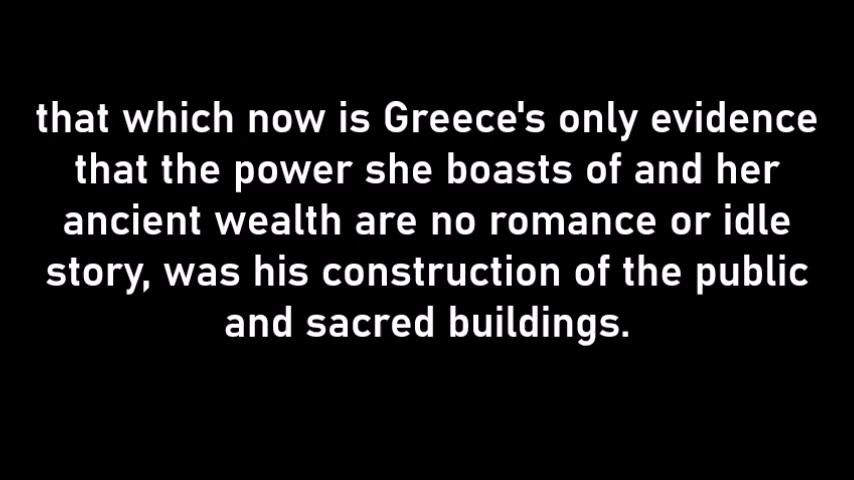 that which now is Greece's only evidence
that the power she boasts of and her
ancient wealth are no romance or idle
story, was his construction of the public
and sacred buildings.